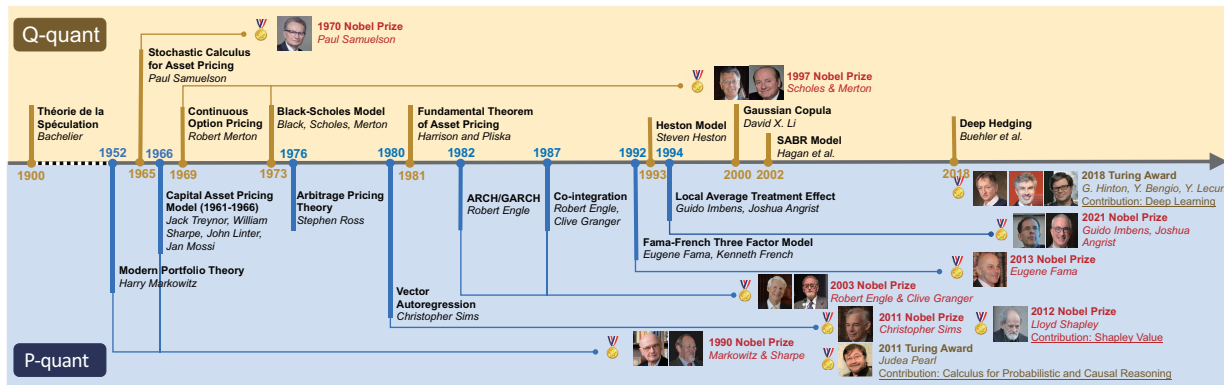 Q-quant
1970 Nobel Prize
Paul Samuelson
Stochastic Calculus
for Asset Pricing
Paul Samuelson
1997 Nobel Prize
Scholes & Merton
Théorie de la
Spéculation
Bachelier
Continuous
Option Pricing
Robert Merton
Black-Scholes Model
Black, Scholes, Merton
Fundamental Theorem
of Asset Pricing
Harrison and Pliska
Heston Model
Steven Heston
Gaussian Copula
David X. Li
SABR Model
Hagan et al.
Deep Hedging
Buehler et al.
1952
1966
1976
1980
1982
1987
1992
1994
1900
1965
1969
1973
1981
1993
2000
2002
2018
Capital Asset Pricing
Model (1961-1966)
Jack Treynor, William
Sharpe, John Linter,
Jan Mossi
Arbitrage Pricing
Theory
Stephen Ross
ARCH/GARCH
Robert Engle
Co-integration
Robert Engle,
Clive Granger
Local Average Treatment Effect
Guido Imbens, Joshua Angrist
2018 Turing Award
G. Hinton, Y. Bengio, Y. Lecun
Contribution: Deep Learning
2021 Nobel Prize
Guido Imbens, Joshua
Angrist
Fama-French Three Factor Model
Eugene Fama, Kenneth French
2013 Nobel Prize
Eugene Fama
Modern Portfolio Theory
Harry Markowitz
Vector
Autoregression
Christopher Sims
2003 Nobel Prize
Robert Engle & Clive Granger
2011 Nobel Prize
Christopher Sims
2012 Nobel Prize
Lloyd Shapley
Contribution: Shapley Value
1990 Nobel Prize
Markowitz & Sharpe
2011 Turing Award
Judea Pearl
Contribution: Calculus for Probabilistic and Causal Reasoning
P-quant